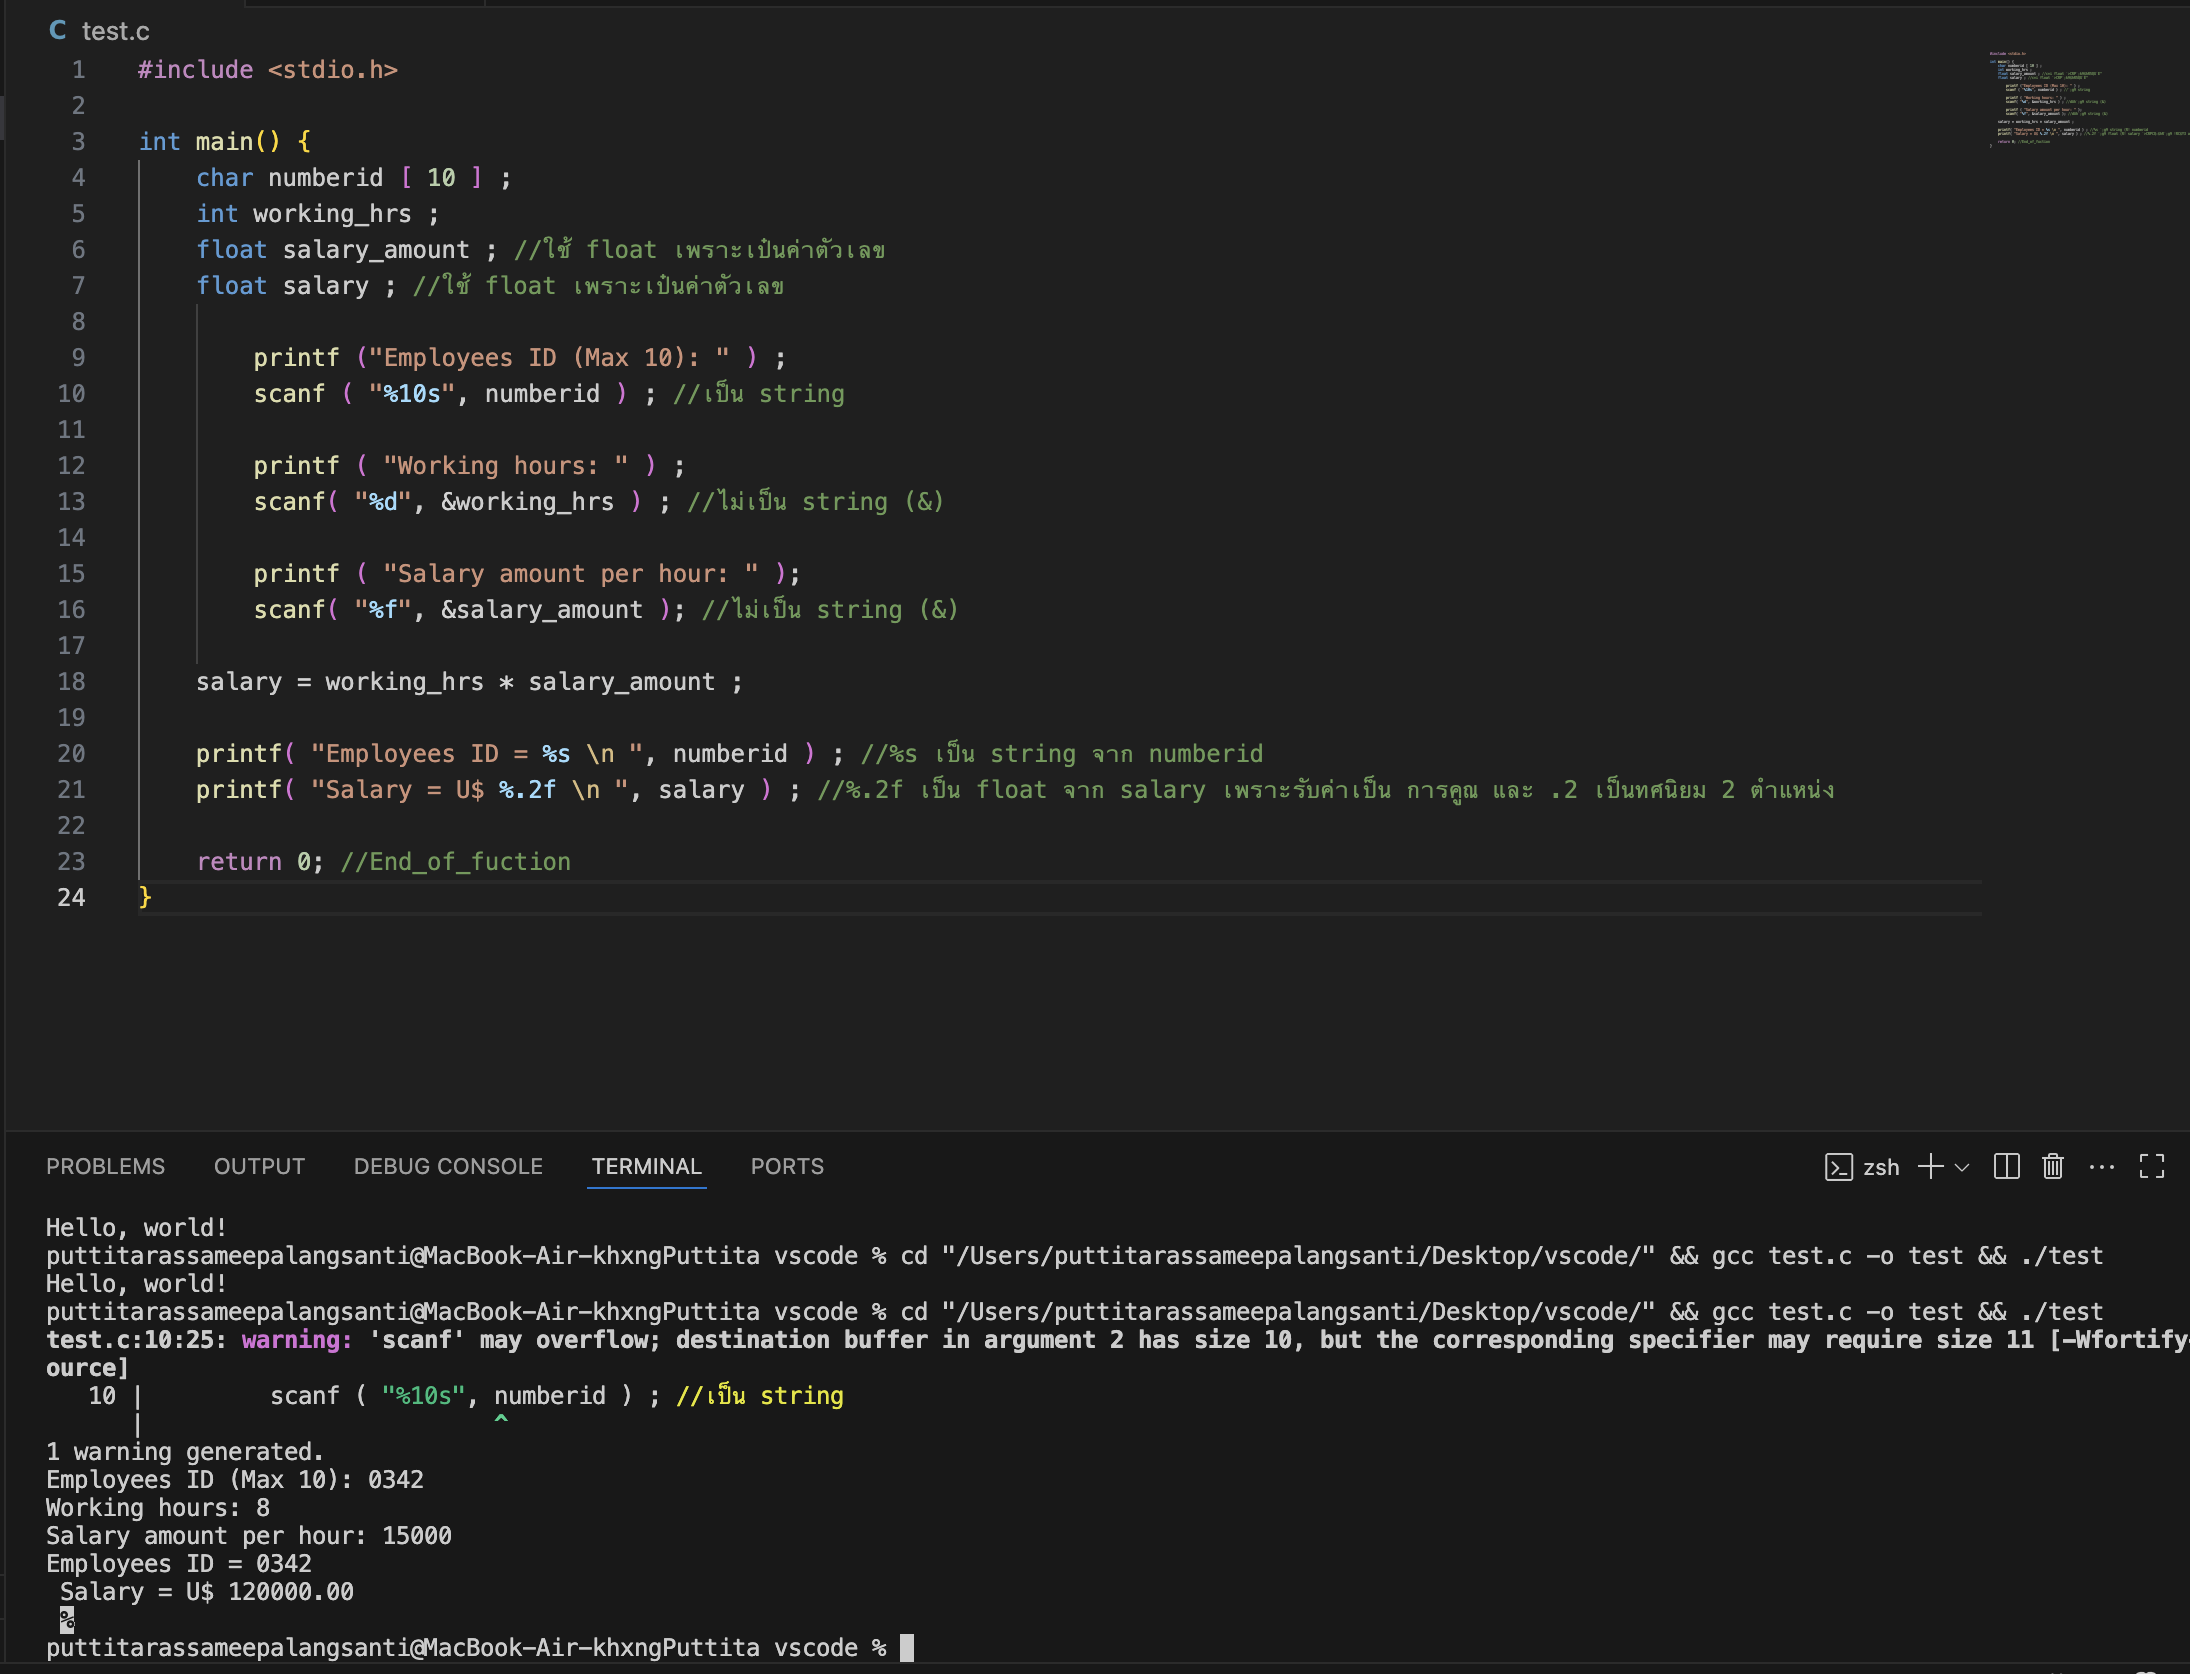 C test.c
1 #include <stdio.h>
2
3 int main() {
4 char numberid [ 10 ] ;
5 int working_hrs ;
6 float salary_amount ; //ใช้ float เพราะเป๋นค่าตัวเลข
7 float salary ; //ใช้ float เพราะเป๋นค่าตัวเลข
8
9 printf ("Employees ID (Max 10): " ) ;
10 scanf ( "%10s", numberid ) ; //เป็น string
11
12 printf ( "Working hours: " ) ;
13 scanf( "%d", &working_hrs ) ; //ไม่เป็น string (&)
14
15 printf ( "Salary amount per hour: " );
16 scanf( "%f", &salary_amount ); //ไม่เป็น string (&)
17
18 salary = working_hrs * salary_amount ;
19
20 printf( "Employees ID = %s \n ", numberid ) ; //%s เป็น string จาก numberid
21 printf( "Salary = U$ %.2f \n ", salary ) ; //%.2f เป็น float จาก salary เพราะรับค่าเป็น การคูณ และ .2 เป็นทศนิยม 2 ตำแหน่ง
22
23 return 0; //End_of_fuction
24 }
PROBLEMS OUTPUT DEBUG CONSOLE TERMINAL PORTS zsh
Hello, world!
puttitarassameepalangsanti@MacBook-Air-khxngPuttita vscode % cd "/Users/puttitarassameepalangsanti/Desktop/vscode/" && gcc test.c -o test && ./test
Hello, world!
puttitarassameepalangsanti@MacBook-Air-khxngPuttita vscode % cd "/Users/puttitarassameepalangsanti/Desktop/vscode/" && gcc test.c -o test && ./test
test.c:10:25: warning: 'scanf' may overflow; destination buffer in argument 2 has size 10, but the corresponding specifier may require size 11 [-Wfortify-
ource]
10 | scanf ( "%10s", numberid ) ; //เป็น string
| ^
1 warning generated.
Employees ID (Max 10): 0342
Working hours: 8
Salary amount per hour: 15000
Employees ID = 0342
Salary = U$ 120000.00
%
puttitarassameepalangsanti@MacBook-Air-khxngPuttita vscode %